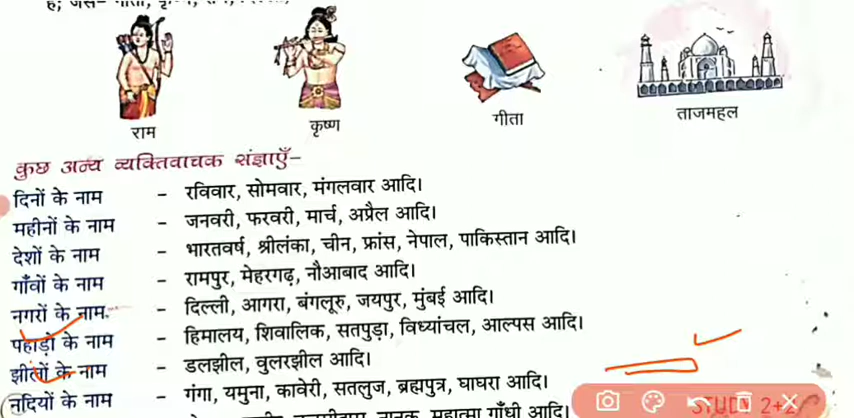 राम
कृष्ण
गीता
ताजमहल
कुछ अन्य व्यक्तिवाचक संज्ञाएँ–
दिनों के नाम – रविवार, सोमवार, मंगलवार आदि।
महीनों के नाम – जनवरी, फरवरी, मार्च, अप्रैल आदि।
देशों के नाम – भारतवर्ष, श्रीलंका, चीन, फ्रांस, नेपाल, पाकिस्तान आदि।
गाँवों के नाम – रामपुर, मेहरगढ़, नौआबाद आदि।
नगरों के नाम – दिल्ली, आगरा, बंगलूरु, जयपुर, मुंबई आदि।
पहाड़ों के नाम – हिमालय, शिवालिक, सतपुड़ा, विध्यांचल, आल्पस आदि।
झीलों के नाम – डलझील, वुलरझील आदि।
नदियों के नाम – गंगा, यमुना, कावेरी, सतलुज, ब्रह्मपुत्र, घाघरा आदि।
नानक, महात्मा गाँधी आदि।